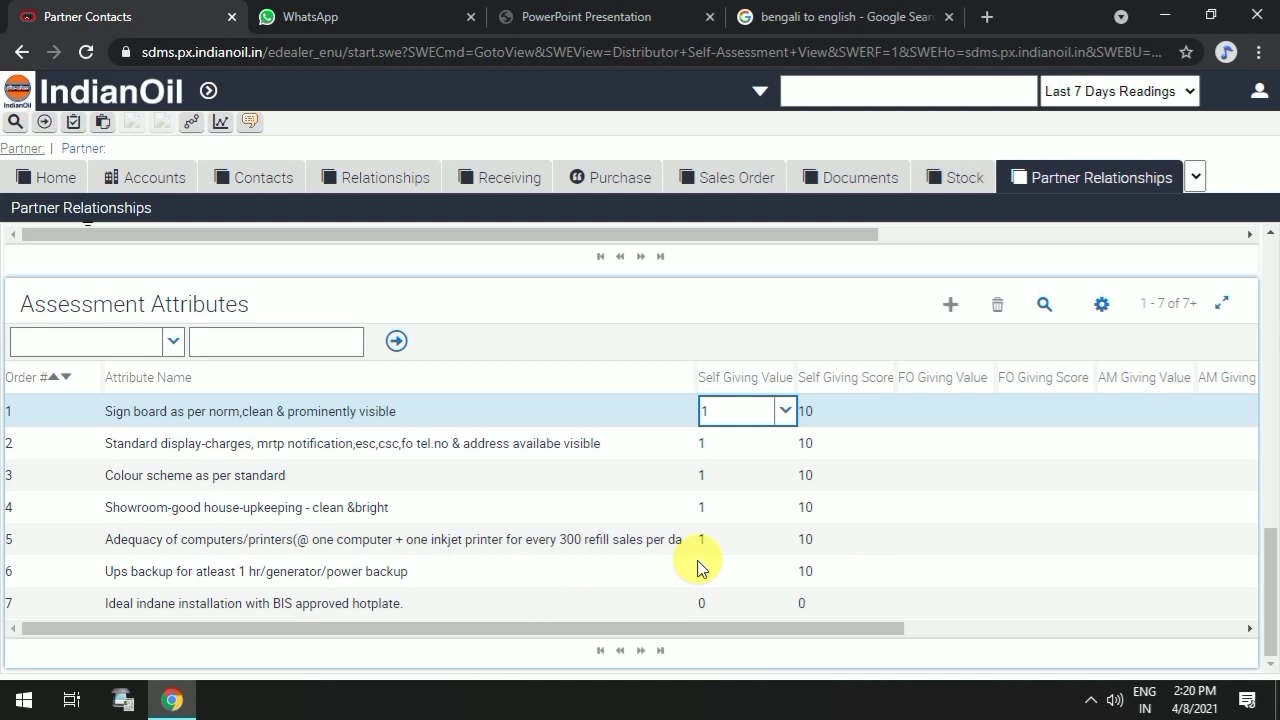 Partner Contacts
WhatsApp
PowerPoint Presentation
bengali to english - Google Sear
sdms.px.indianoil.in/edealer_enu/start.swe?SWECmd=GotoView&SWEView=Distributor+Self-Assessment+View&SWERF=1&SWEHo=sdms.px.indianoil.in&SWEBU=...
IndianOil IndianOil
Last 7 Days Readings
Partner: | Partner:
Home Accounts Contacts Relationships Receiving Purchase Sales Order Documents Stock Partner Relationships
Partner Relationships
Assessment Attributes 1 - 7 of 7+
Order # Attribute Name Self Giving Value Self Giving Score FO Giving Value FO Giving Score AM Giving Value AM Giving
1 Sign board as per norm,clean & prominently visible 1 10
2 Standard display-charges, mrtp notification,esc,csc,fo tel.no & address availabe visible 1 10
3 Colour scheme as per standard 1 10
4 Showroom-good house-upkeeping - clean &bright 1 10
5 Adequacy of computers/printers(@ one computer + one inkjet printer for every 300 refill sales per da 1 10
6 Ups backup for atleast 1 hr/generator/power backup 10
7 Ideal indane installation with BIS approved hotplate. 0 0
ENG 2:20 PM
IN 4/8/2021